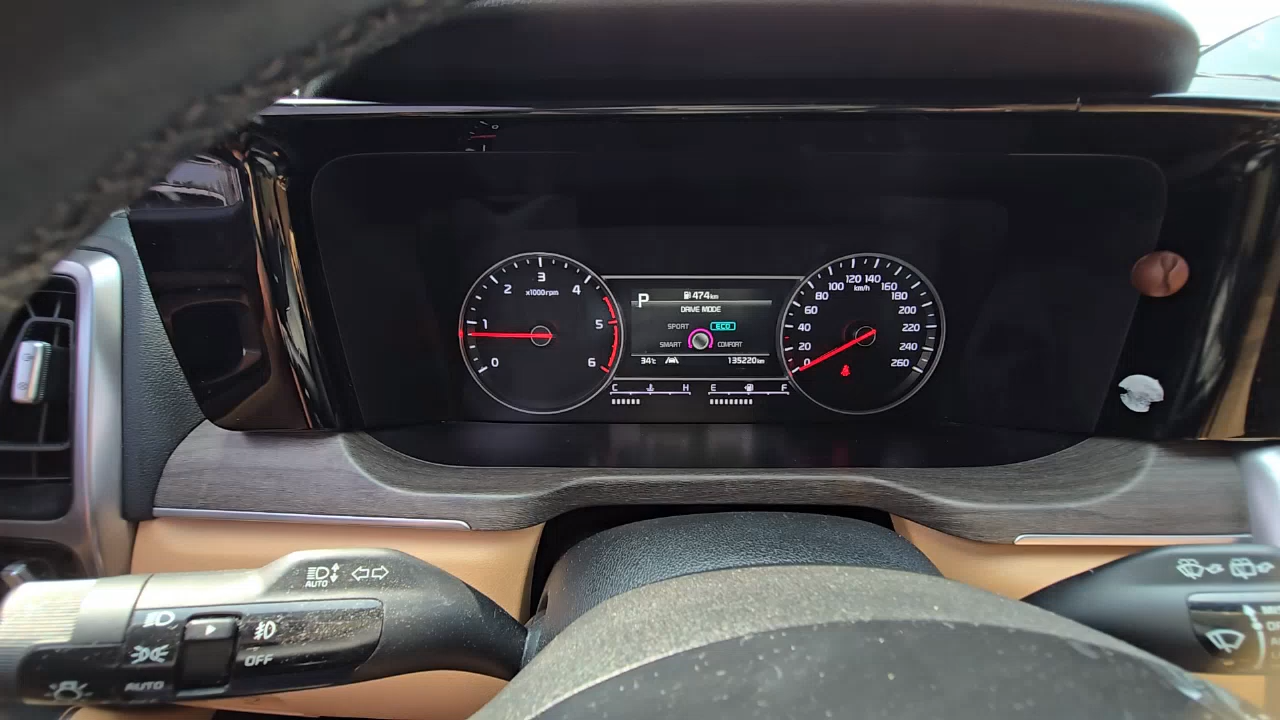 0 1 2 3 4 5 6
x1000rpm
P
474km
DRIVE MODE
SPORT ECO
SMART COMFORT
34°C 135220km
C H E F
0 20 40 60 80 100 120 140 160 180 200 220 240 260
km/h
AUTO
OFF
AUTO